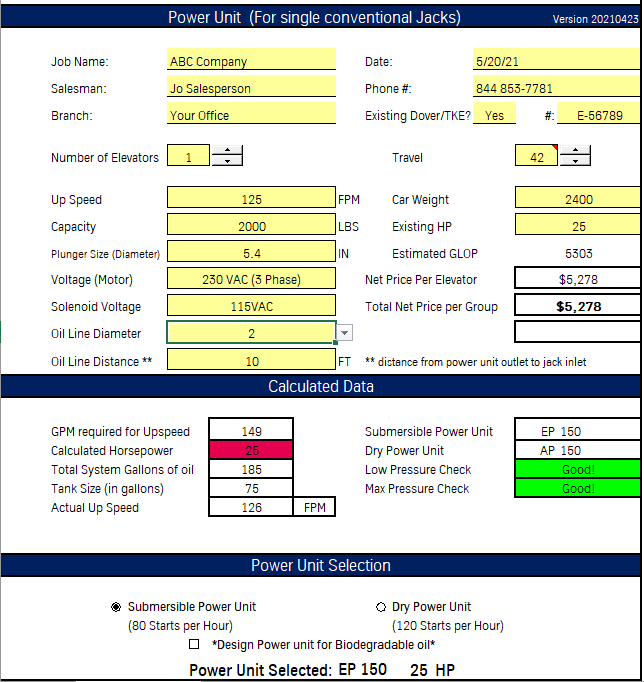 Power Unit (For single conventional Jacks) Version 20210423
Job Name: ABC Company Date: 5/20/21
Salesman: Jo Salesperson Phone #: 844 853-7781
Branch: Your Office Existing Dover/TKE? Yes #: E-56789
Number of Elevators 1 Travel 42
Up Speed 125 FPM Car Weight 2400
Capacity 2000 LBS Existing HP 25
Plunger Size (Diameter) 5.4 IN Estimated GLOP 5303
Voltage (Motor) 230 VAC (3 Phase) Net Price Per Elevator $5,278
Solenoid Voltage 115VAC Total Net Price per Group $5,278
Oil Line Diameter 2
Oil Line Distance ** 10 FT ** distance from power unit outlet to jack inlet
Calculated Data
GPM required for Upspeed 149 Submersible Power Unit EP 150
Calculated Horsepower 25 Dry Power Unit AP 150
Total System Gallons of oil 185 Low Pressure Check Good!
Tank Size (in gallons) 75 Max Pressure Check Good!
Actual Up Speed 126 FPM
Power Unit Selection
Submersible Power Unit Dry Power Unit
(80 Starts per Hour) (120 Starts per Hour)
*Design Power unit for Biodegradable oil*
Power Unit Selected: EP 150 25 HP